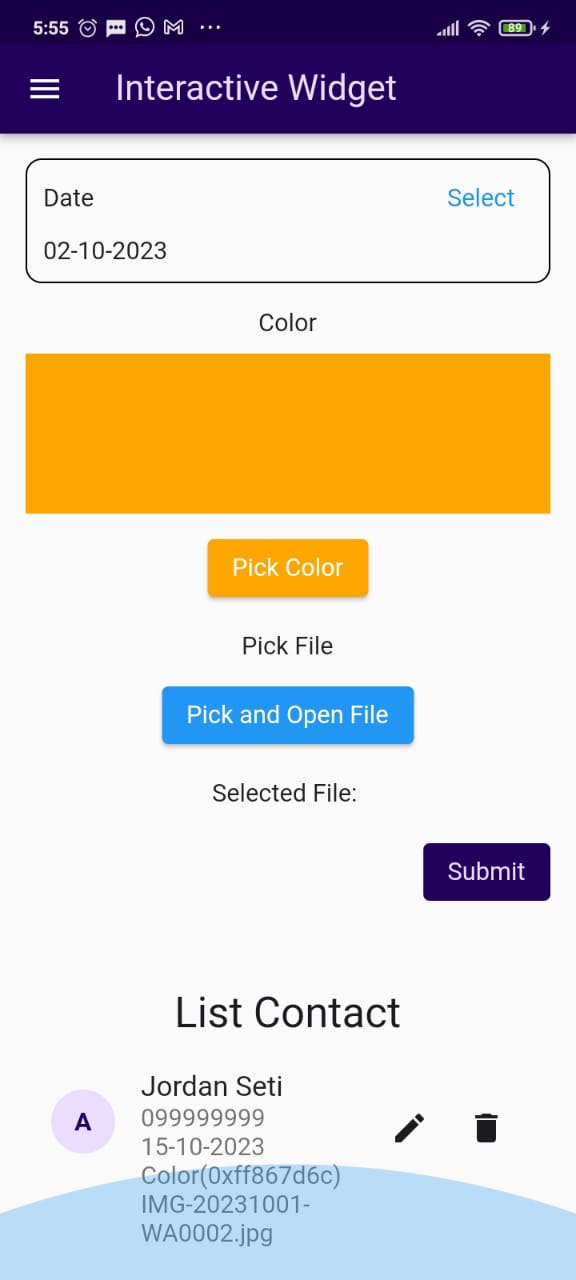 5:55
89
Interactive Widget
Date
Select
02-10-2023
Color
Pick Color
Pick File
Pick and Open File
Selected File:
Submit
List Contact
A
Jordan Seti
099999999
15-10-2023
Color(0xff867d6c)
IMG-20231001-
WA0002.jpg